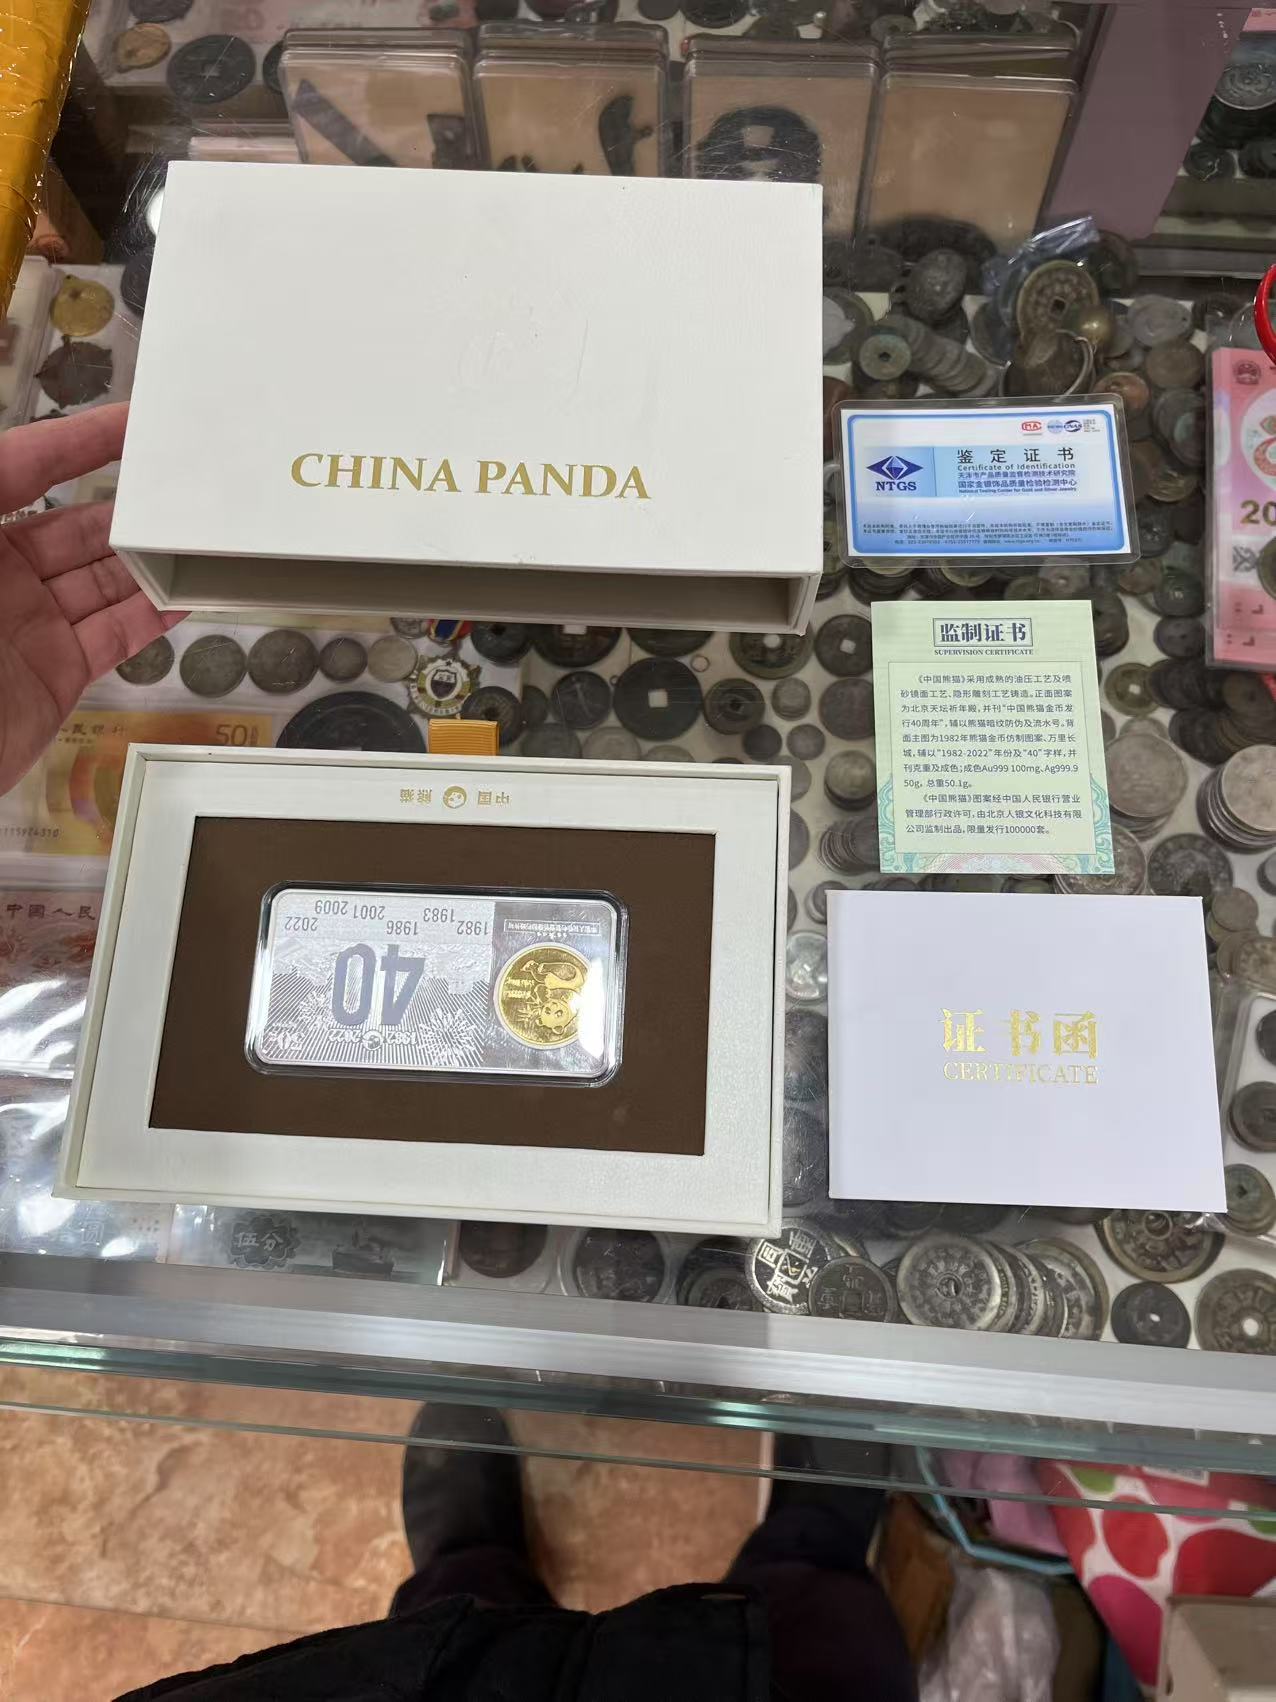 CHINA PANDA
NTGS
鉴定证书
Certificate of Identification
天津市产品质量监督检测技术研究院
国家金银饰品质量检验检测中心
National Testing Center for Gold and Silver Jewelry
监制证书
SUPERVISION CERTIFICATE
《中国熊猫》采用成熟的油压工艺及喷
砂镜面工艺、隐形雕刻工艺铸造。正面图案
为北京天坛祈年殿，并刊“中国熊猫金币发
行40周年”，辅以熊猫暗纹防伪及流水号。背
面主图为1982年熊猫金币仿制图案、万里长
城，辅以“1982-2022”年份及“40”字样，并
刊克重及成色；成色Au999 100mg、Ag999.9
50g，总重50.1g。
《中国熊猫》图案经中国人民银行营业
管理部行政许可，由北京人银文化科技有限
公司监制出品，限量发行100000套。
中国熊猫
1982
1983
1986
2001
2009
2022
40
1982
2022
证书函
CERTIFICATE
50
民银行
中国人民
伍分
20